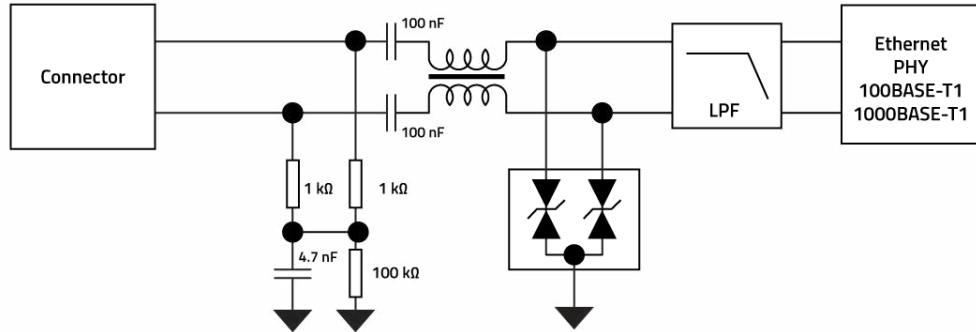 100 nF
Connector
Ethernet
PHY
100BASE-T1
1000BASE-T1
LPF
100 nF
1 kΩ
1 kΩ
4.7 nF
100 kΩ